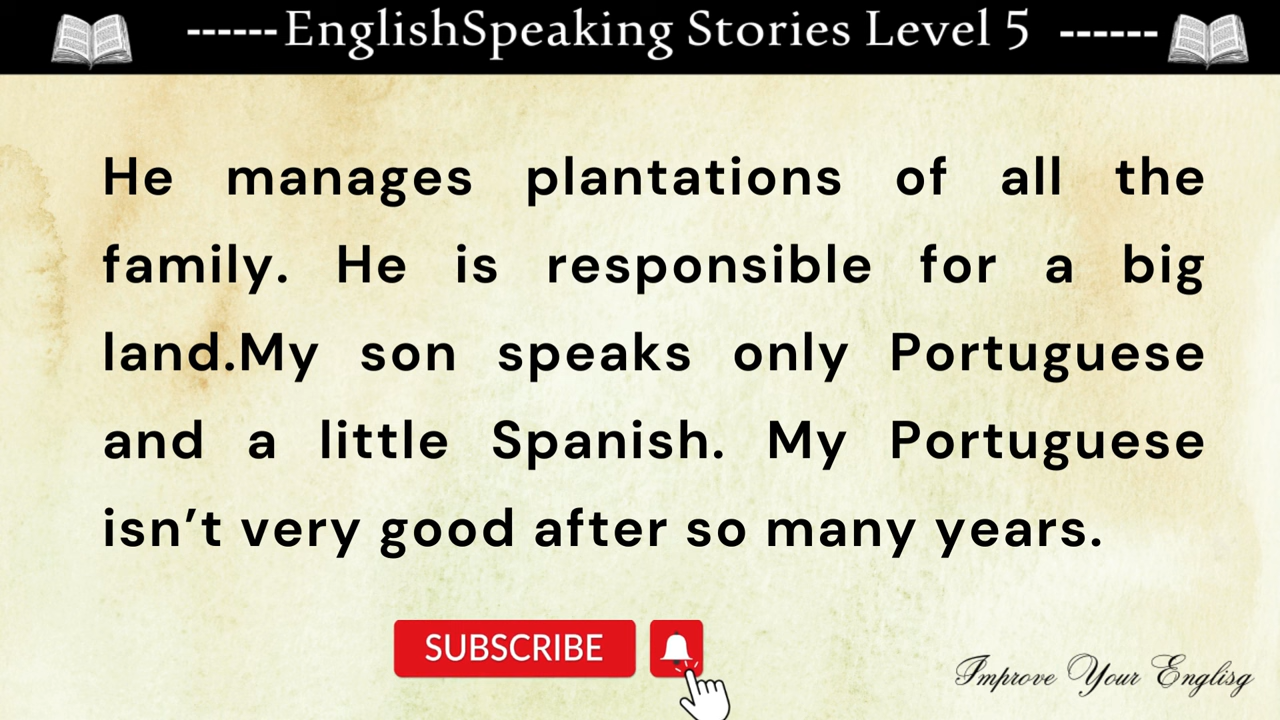 ------EnglishSpeaking Stories Level 5 ------
He manages plantations of all the
family. He is responsible for a big
land.My son speaks only Portuguese
and a little Spanish. My Portuguese
isn’t very good after so many years.
SUBSCRIBE
Improve Your Englisg